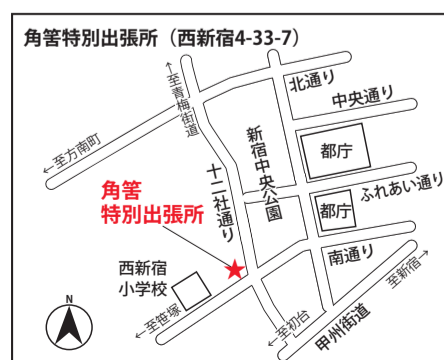 角筈特別出張所（西新宿4-33-7）
←至青梅街道
北通り
中央通り
←至方南町
新宿中央公園
都庁
十二社通り
ふれあい通り
角筈
特別出張所
都庁
南通り
西新宿
小学校
至新宿→
←至笹塚
←至初台
甲州街道
N